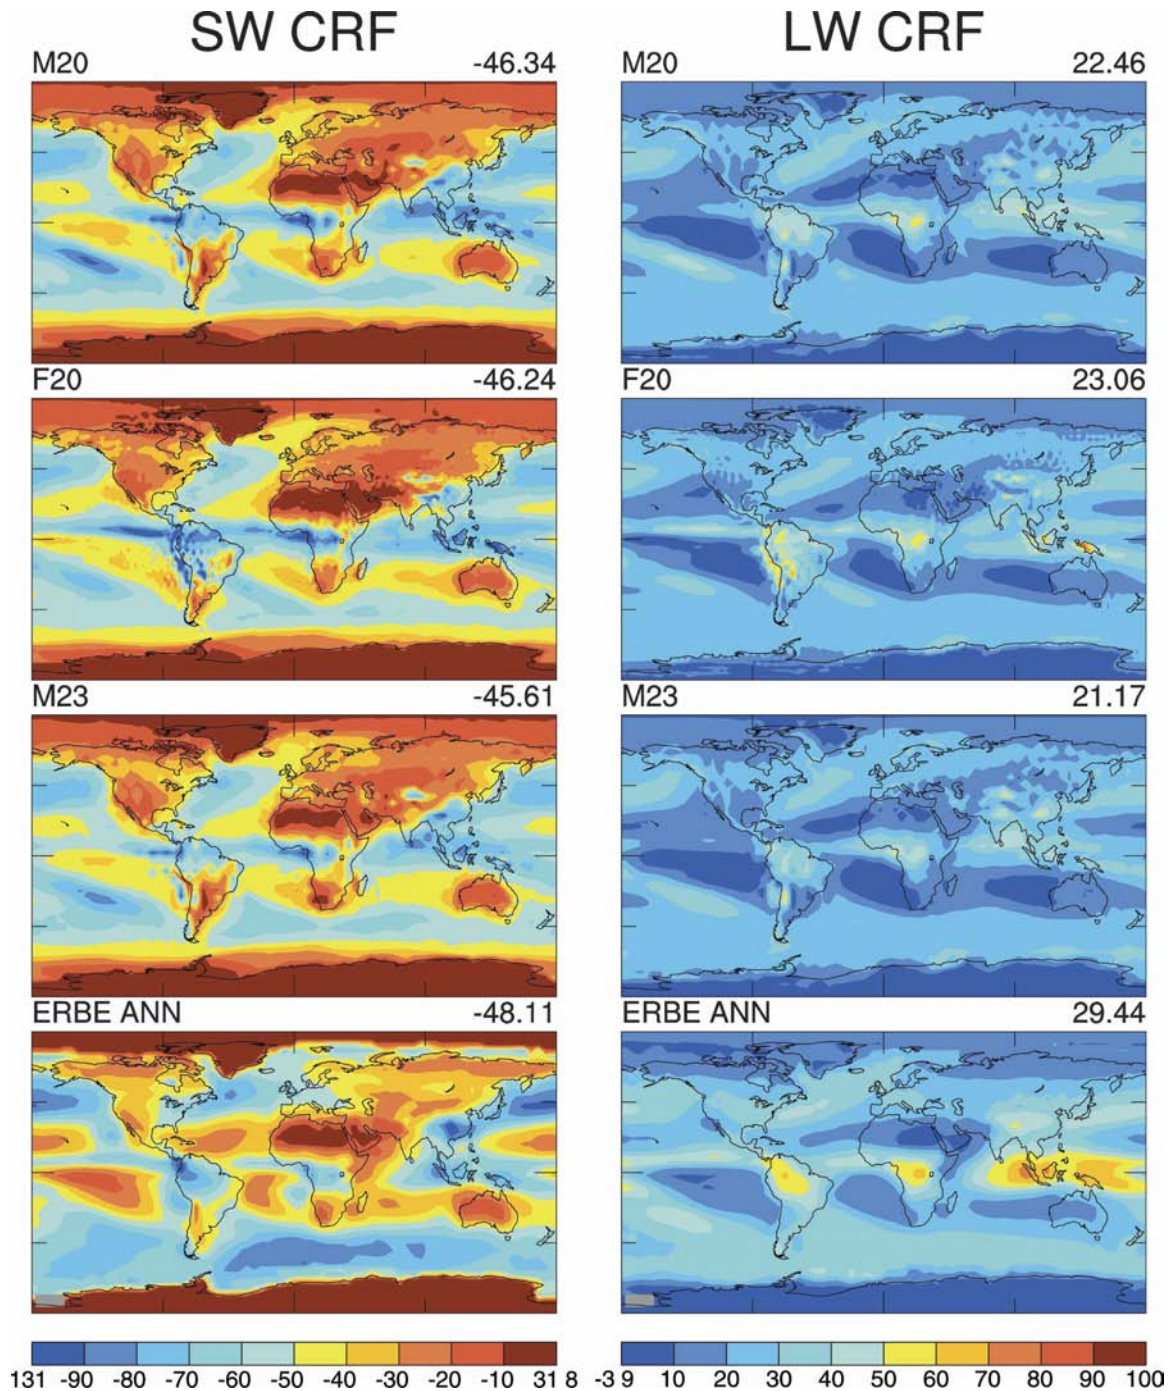 SW CRF LW CRF
M20 -46.34 M20 22.46
F20 -46.24 F20 23.06
M23 -45.61 M23 21.17
ERBE ANN -48.11 ERBE ANN 29.44
131 -90 -80 -70 -60 -50 -40 -30 -20 -10 31 8 -3 9 10 20 30 40 50 60 70 80 90 100